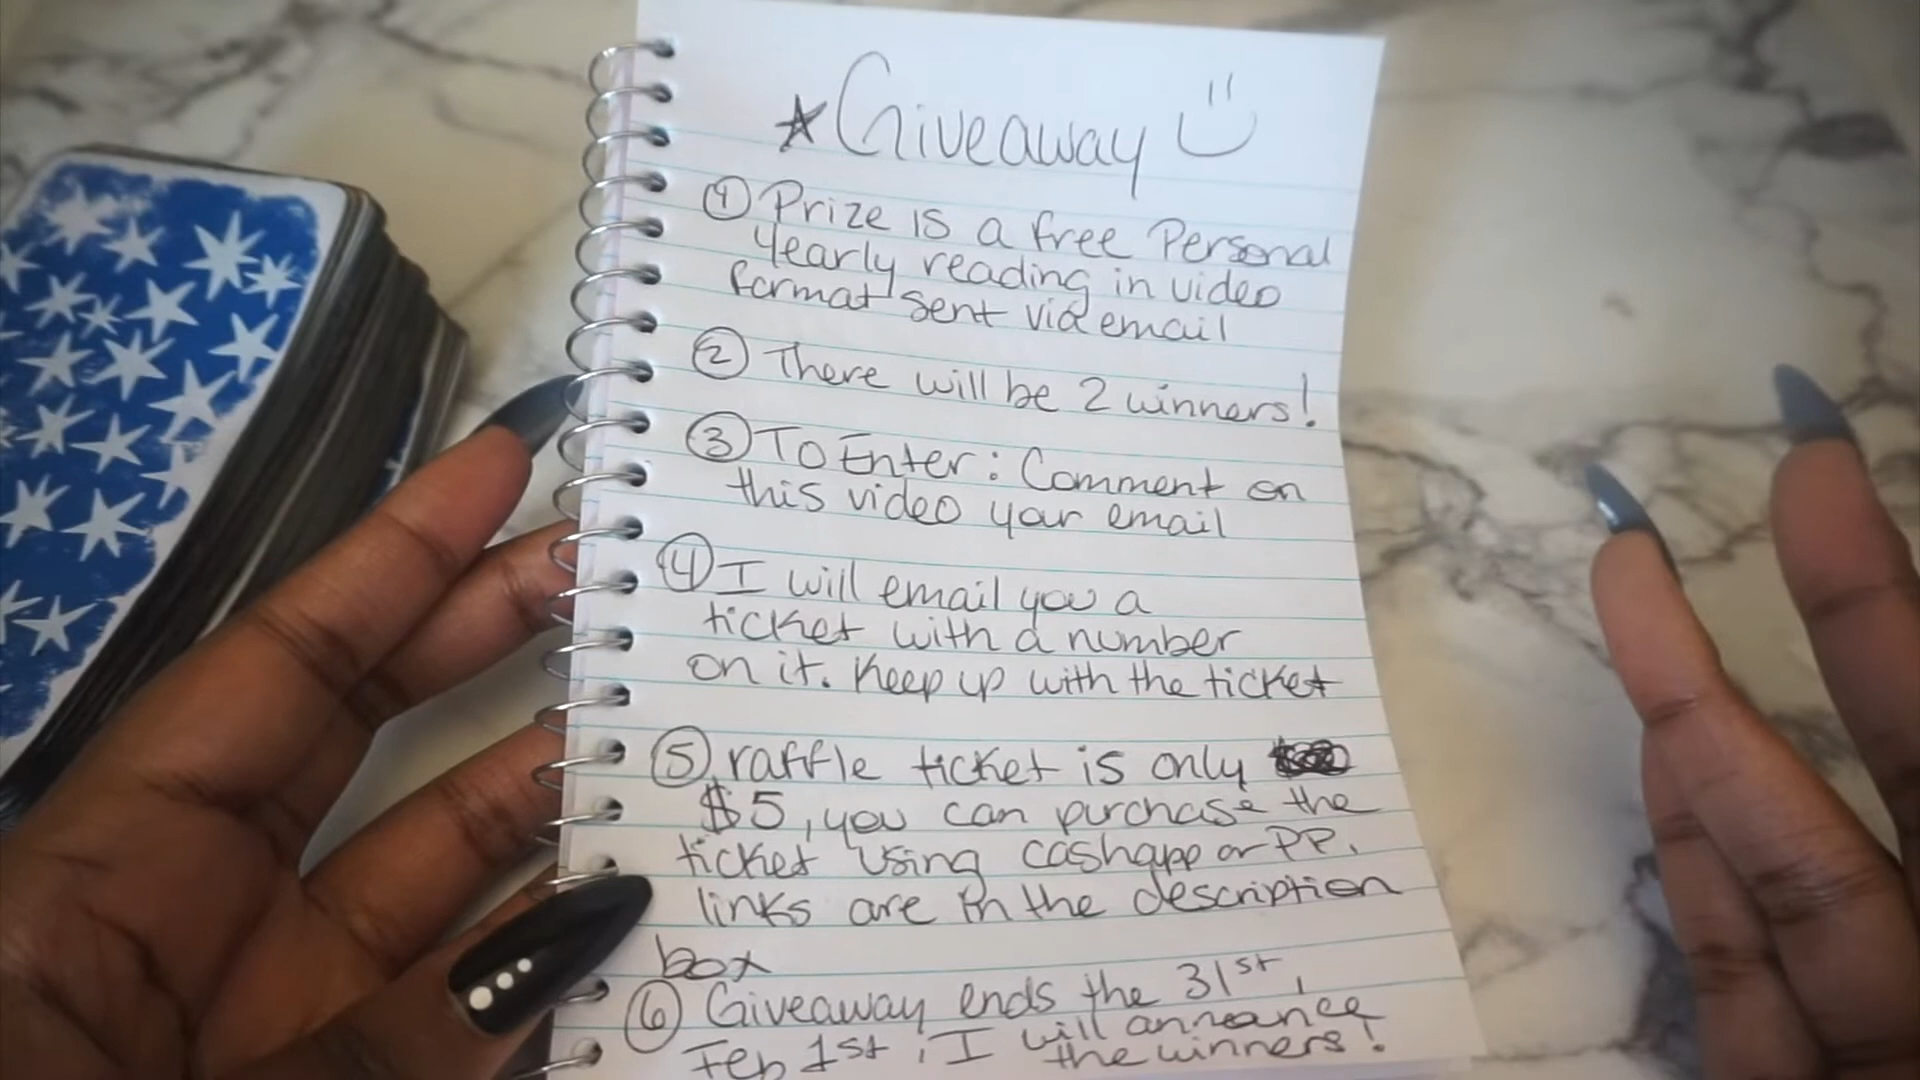 Giveaway
① Prize is a free Personal
Yearly reading in video
format sent via email
② There will be 2 winners!
③ To Enter: Comment on
this video your email
④ I will email you a
ticket with a number
on it. Keep up with the ticket
⑤ raffle ticket is only
$5, you can purchase the
ticket using cashapp or PP.
links are in the description
box
⑥ Giveaway ends the 31st,
Feb 1st, I will announce
the winners!